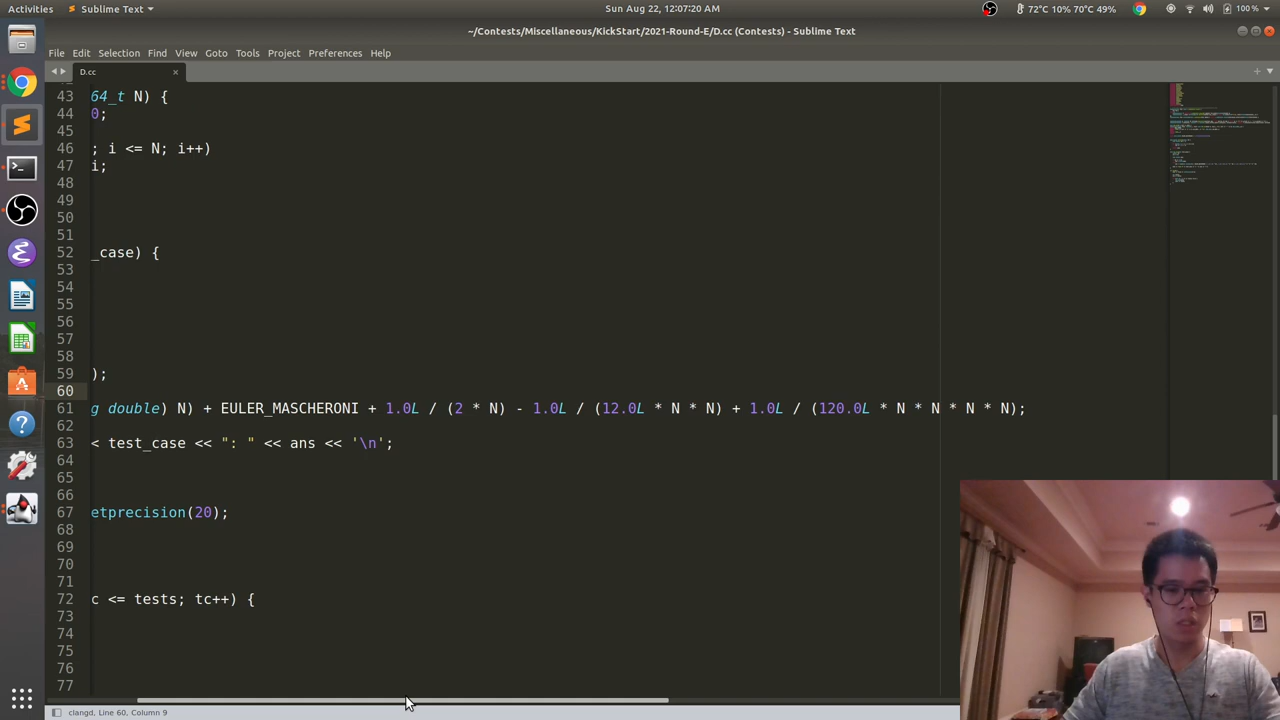 Activities
Sublime Text
Sun Aug 22, 12:07:20 AM
72°C 10% 70°C 49%
100 %
~/Contests/Miscellaneous/KickStart/2021-Round-E/D.cc (Contests) - Sublime Text
File Edit Selection Find View Goto Tools Project Preferences Help
D.cc
43 64_t N) {
44 0;
45
46 ; i <= N; i++)
47 i;
48
49
50
51
52 _case) {
53
54
55
56
57
58
59 );
60
61 g double) N) + EULER_MASCHERONI + 1.0L / (2 * N) - 1.0L / (12.0L * N * N) + 1.0L / (120.0L * N * N * N * N);
62
63 < test_case << ": " << ans << '\n';
64
65
66
67 etprecision(20);
68
69
70
71
72 c <= tests; tc++) {
73
74
75
76
77
clangd, Line 60, Column 9